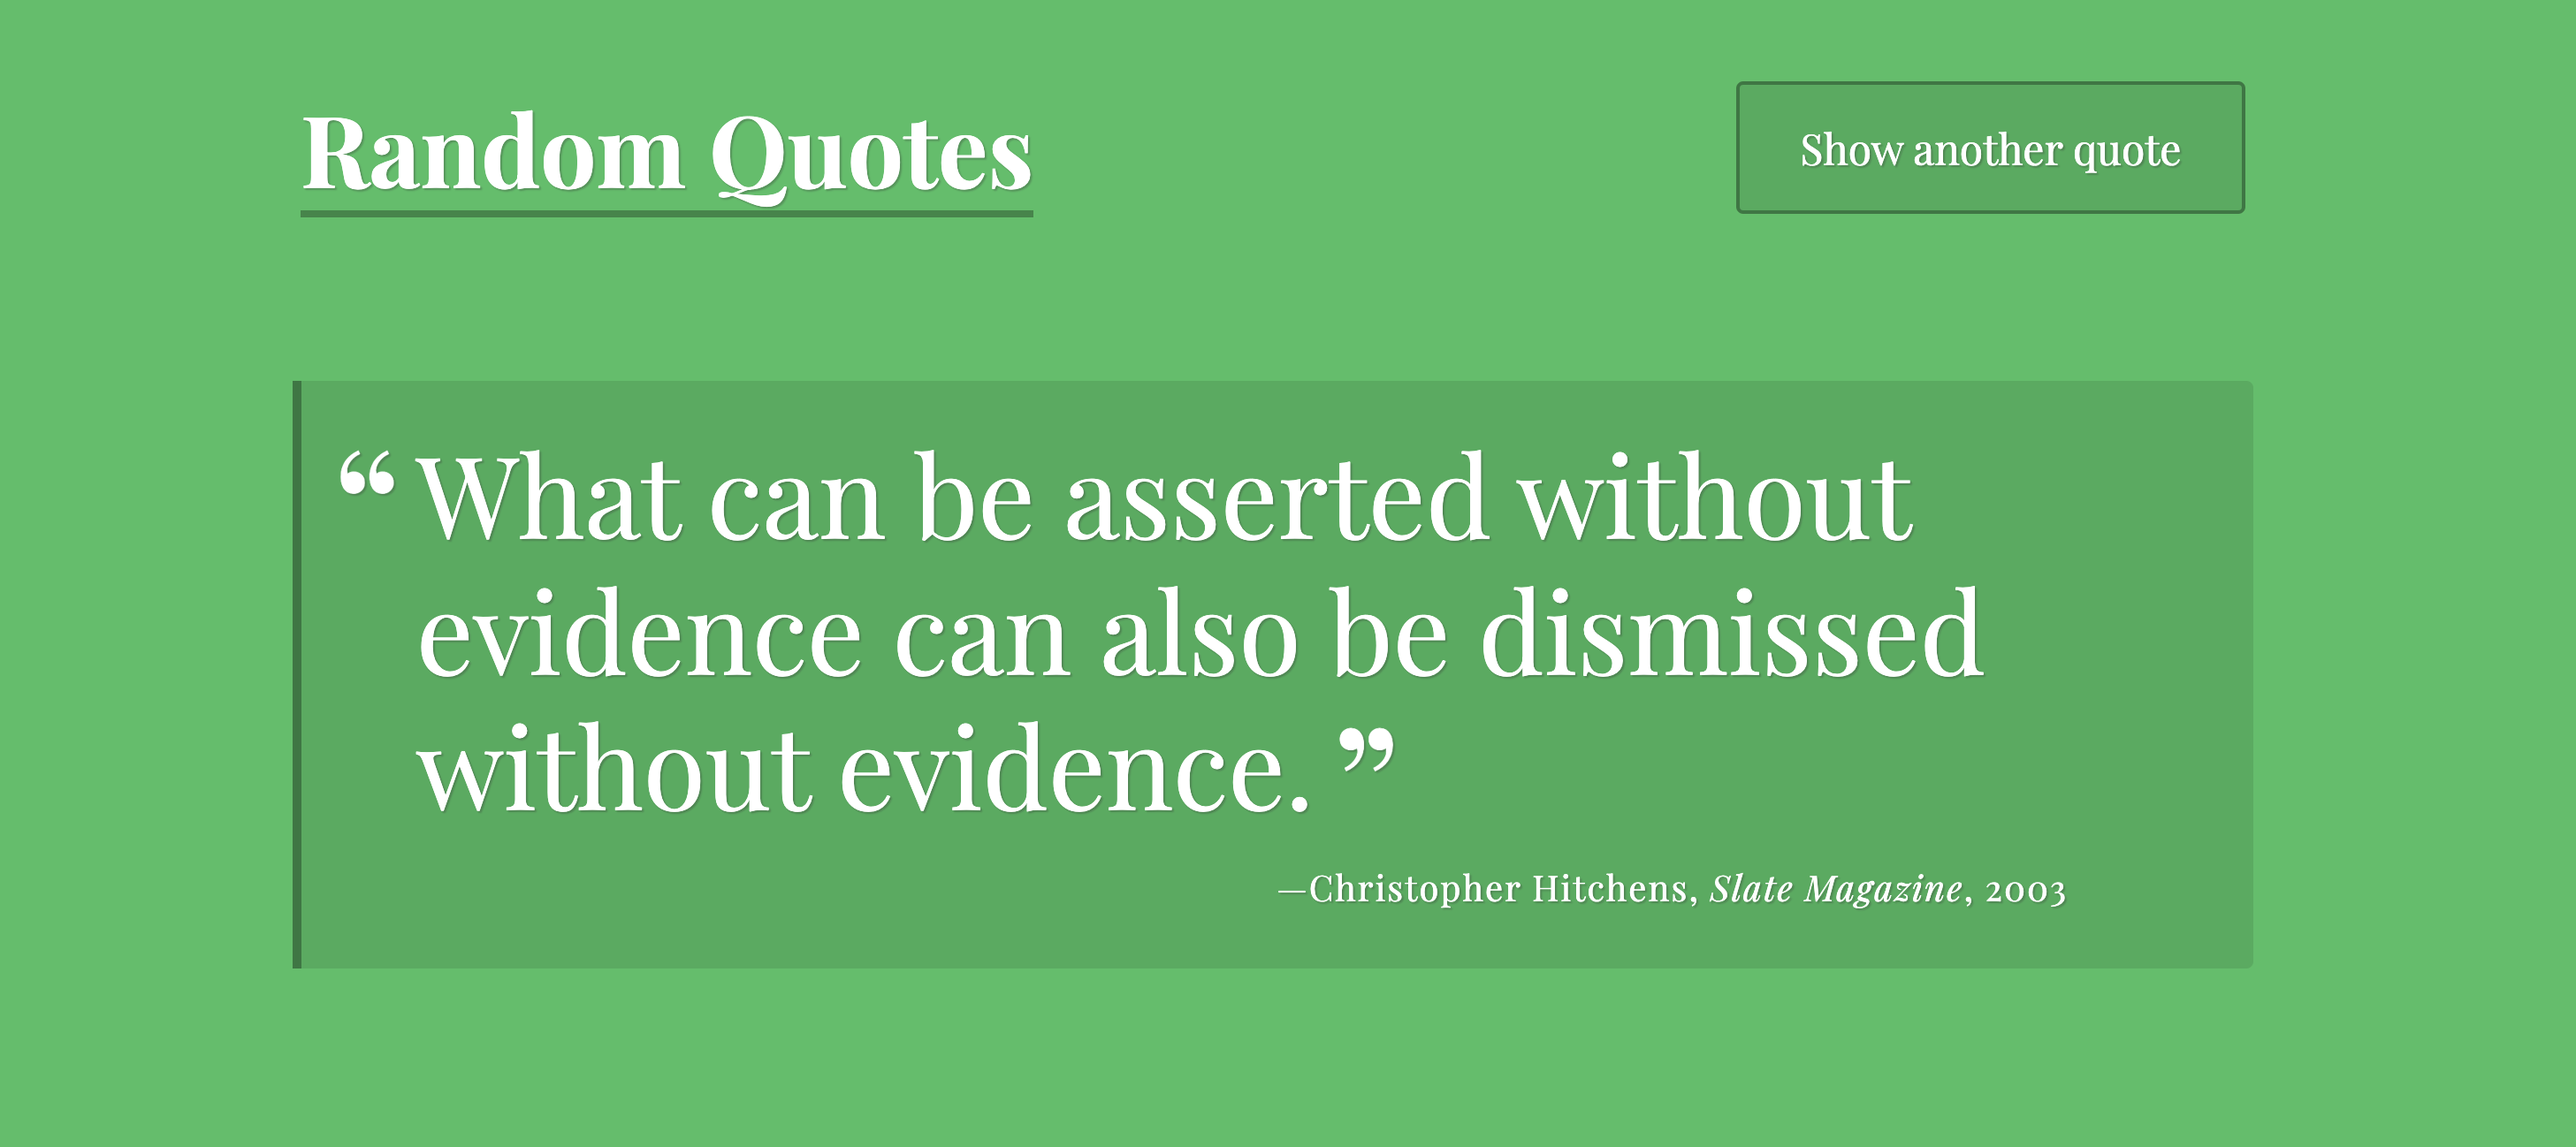 Random Quotes
Show another quote
“What can be asserted without
evidence can also be dismissed
without evidence.”
—Christopher Hitchens, Slate Magazine, 2003